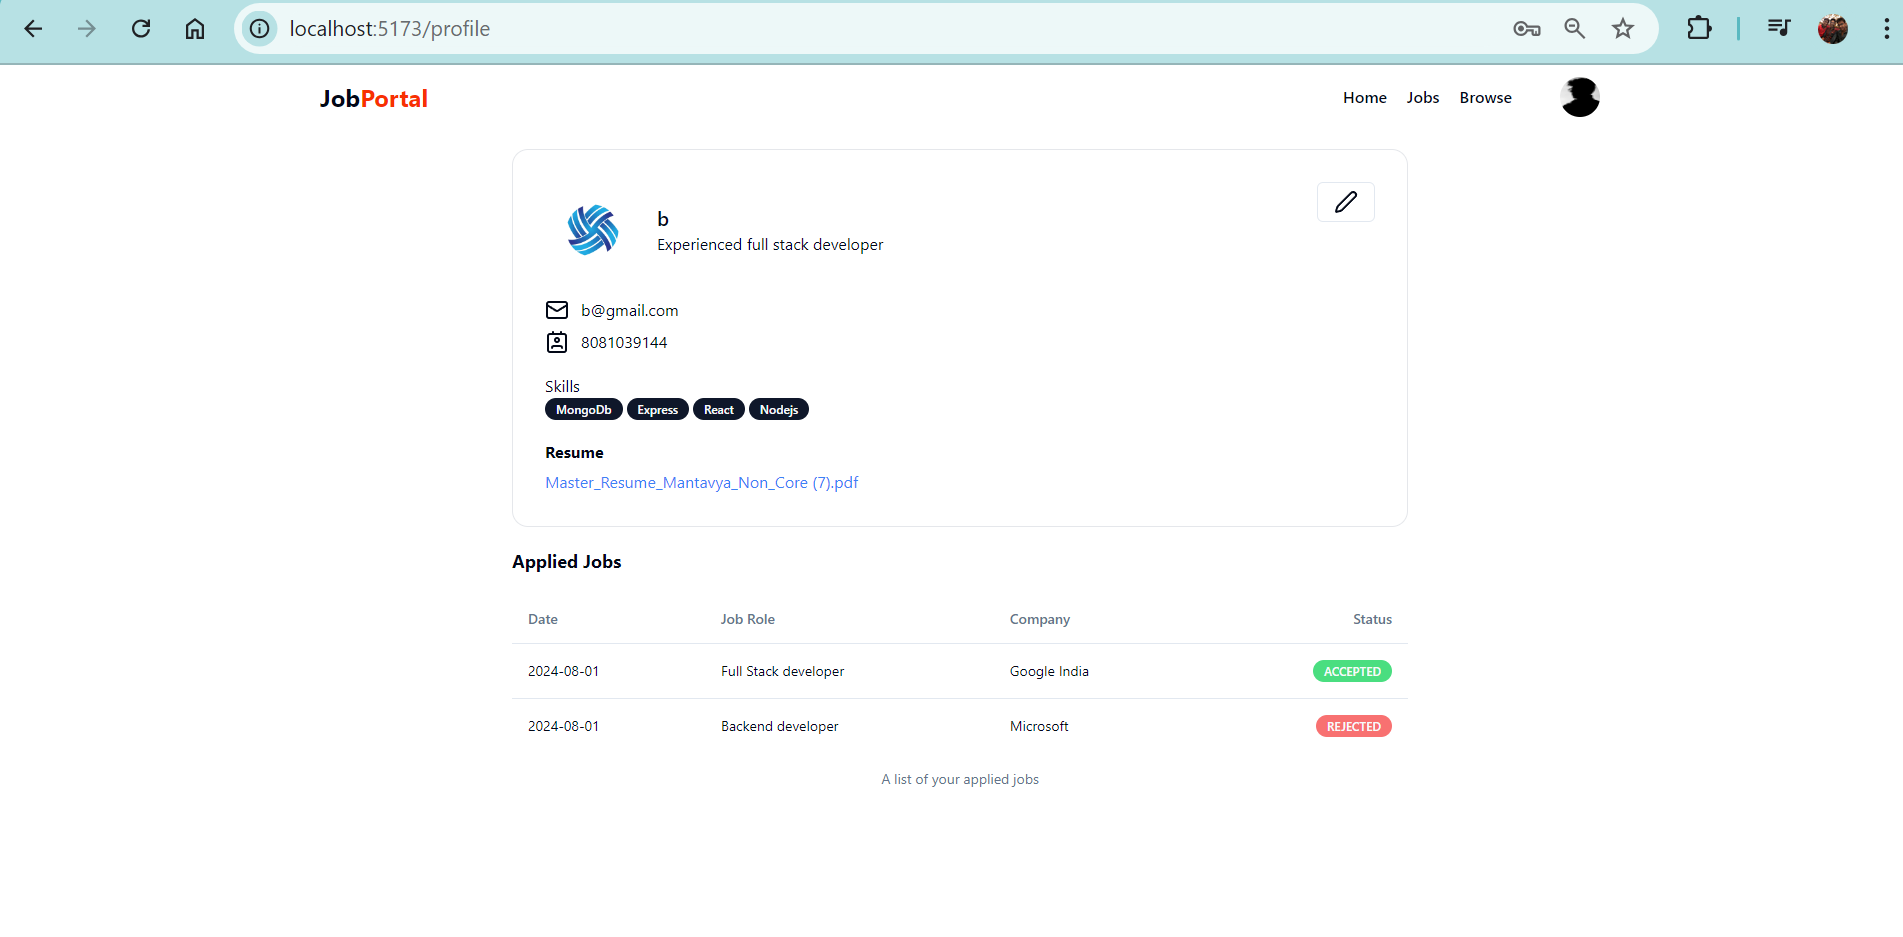 localhost:5173/profile
JobPortal Home Jobs Browse
b
Experienced full stack developer
b@gmail.com
8081039144
Skills
MongoDb Express React Nodejs
Resume
Master_Resume_Mantavya_Non_Core (7).pdf
Applied Jobs
Date Job Role Company Status
2024-08-01 Full Stack developer Google India ACCEPTED
2024-08-01 Backend developer Microsoft REJECTED
A list of your applied jobs